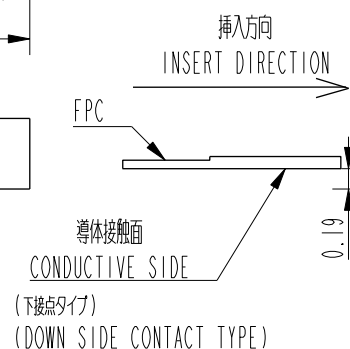 挿入方向
INSERT DIRECTION
FPC
導体接触面
CONDUCTIVE SIDE
(下接点タイプ)
(DOWN SIDE CONTACT TYPE)
0.19